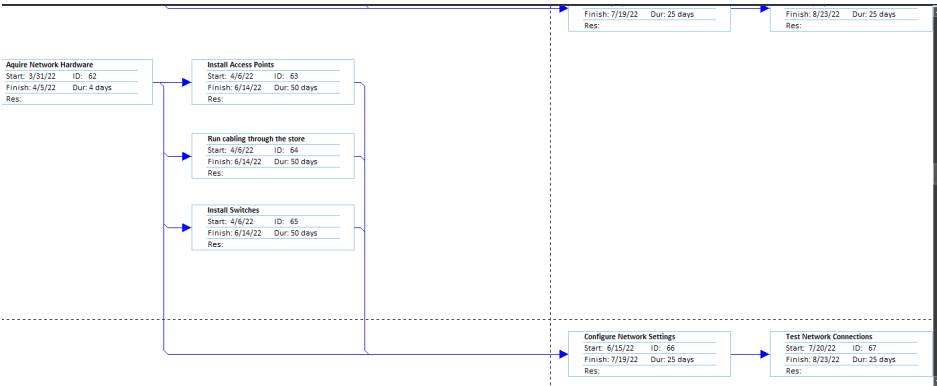 Finish: 7/19/22 Dur: 25 days
Res:
Finish: 8/23/22 Dur: 25 days
Res:
Aquire Network Hardware
Start: 3/31/22 ID: 62
Finish: 4/5/22 Dur: 4 days
Res:
Install Access Points
Start: 4/6/22 ID: 63
Finish: 6/14/22 Dur: 50 days
Res:
Run cabling through the store
Start: 4/6/22 ID: 64
Finish: 6/14/22 Dur: 50 days
Res:
Install Switches
Start: 4/6/22 ID: 65
Finish: 6/14/22 Dur: 50 days
Res:
Configure Network Settings
Start: 6/15/22 ID: 66
Finish: 7/19/22 Dur: 25 days
Res:
Test Network Connections
Start: 7/20/22 ID: 67
Finish: 8/23/22 Dur: 25 days
Res: